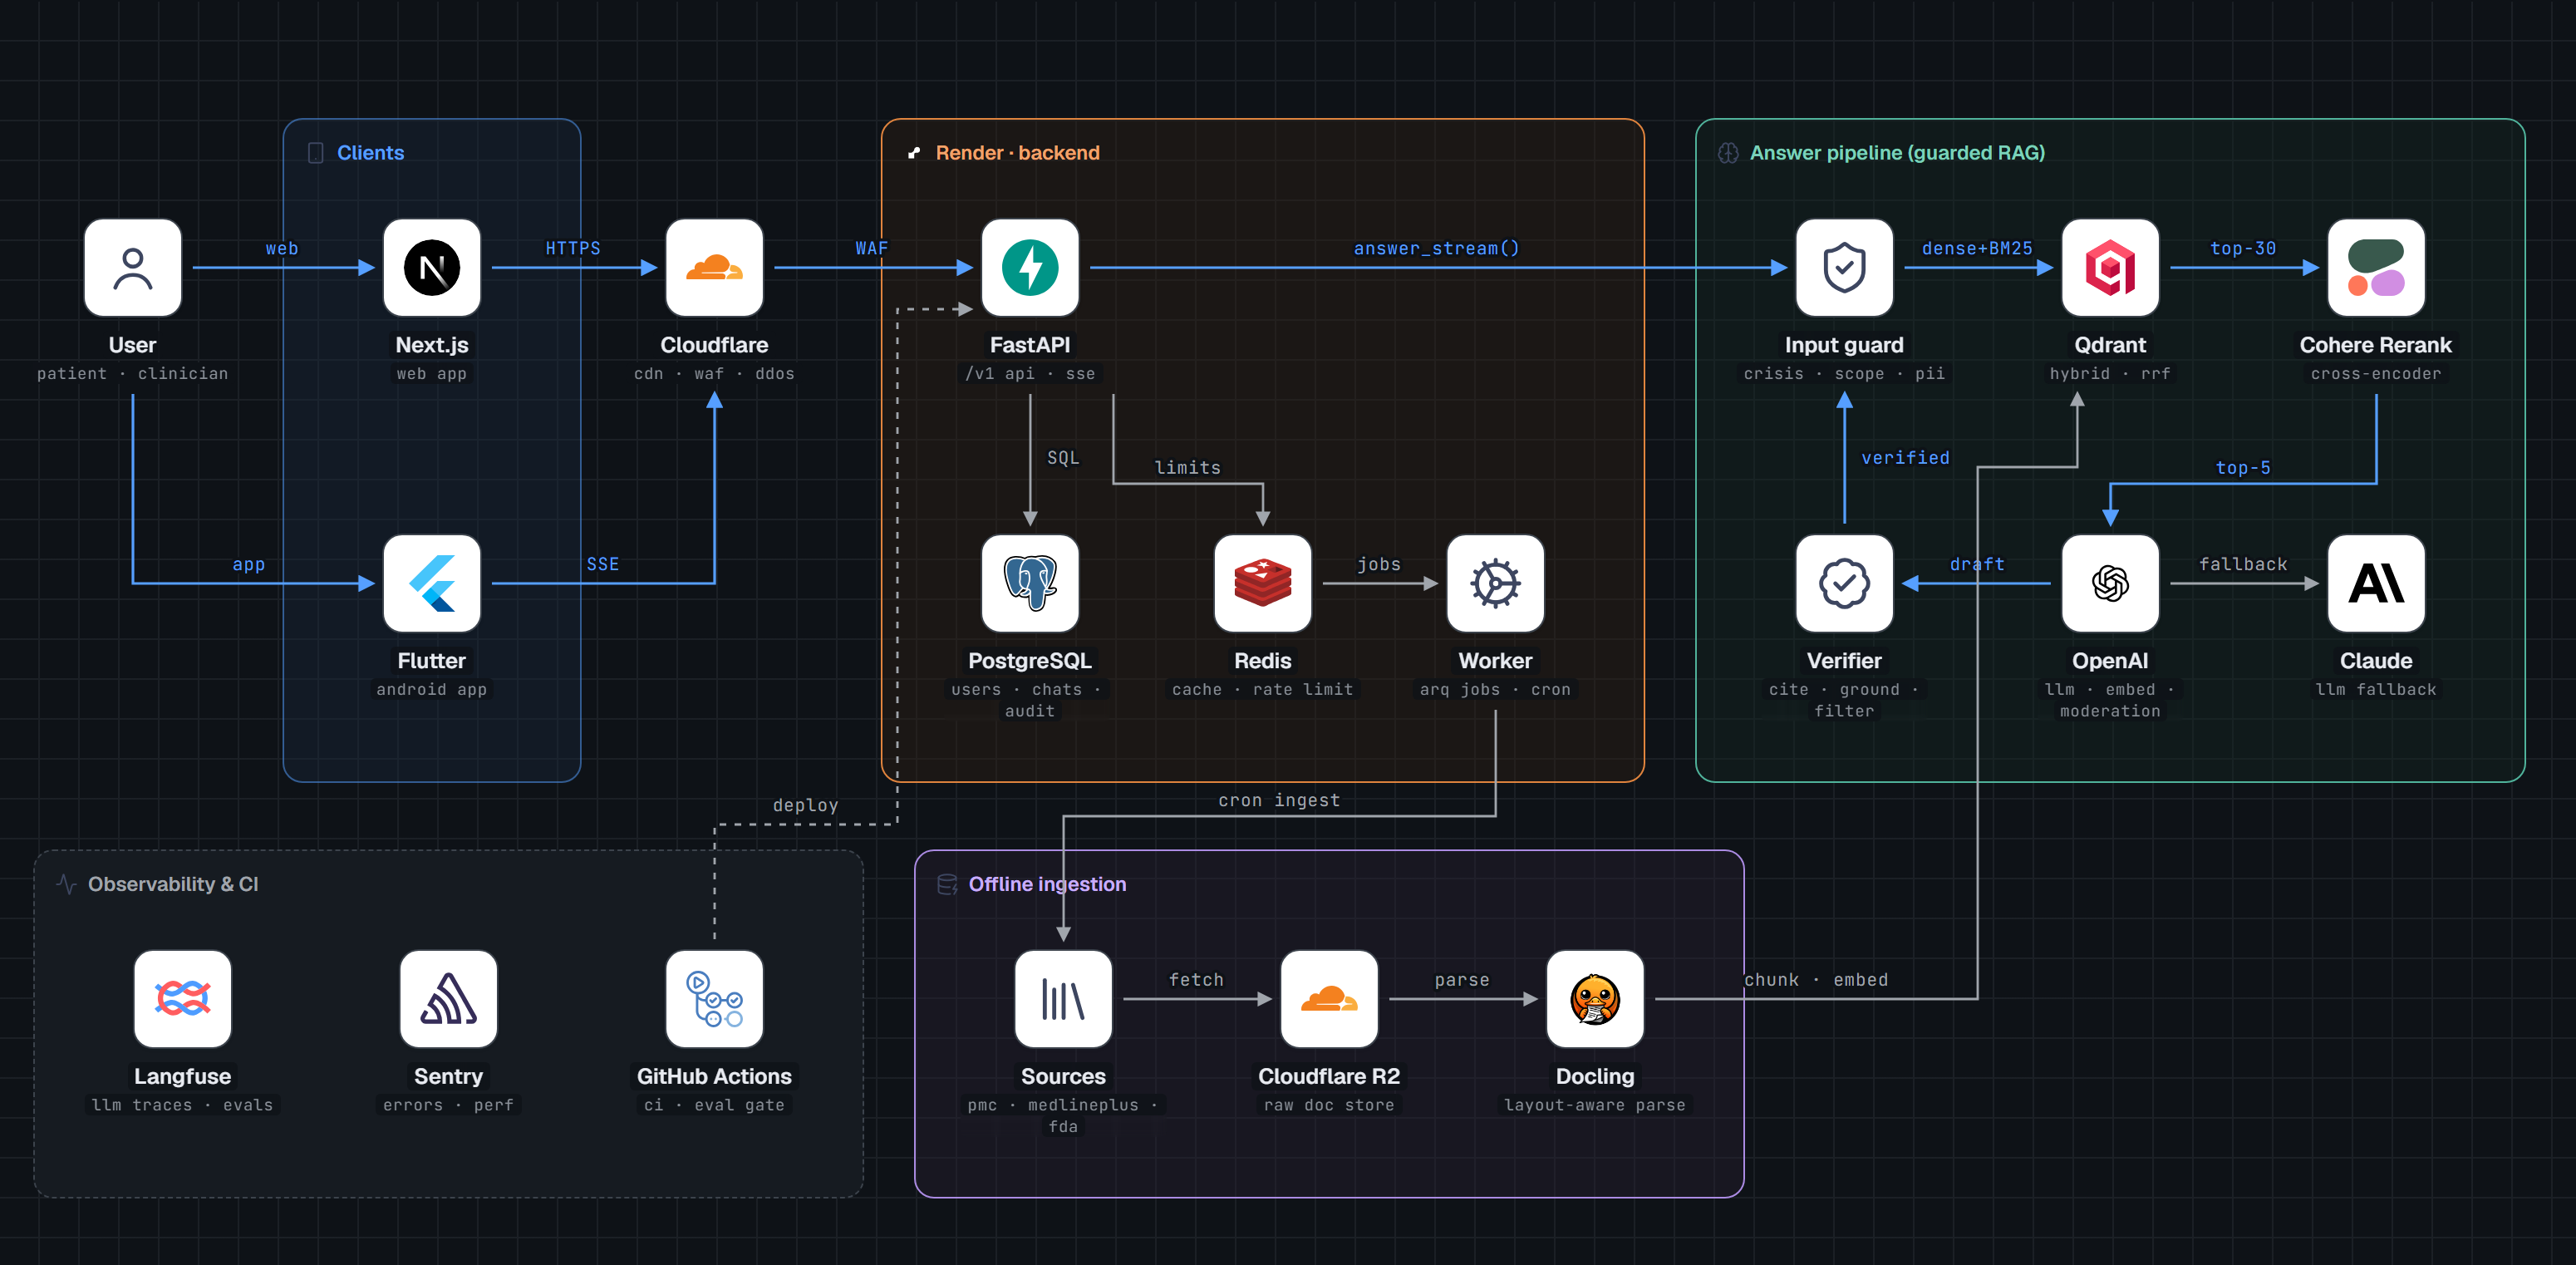 Clients
Render · backend
Answer pipeline (guarded RAG)
web
HTTPS
WAF
answer_stream()
dense+BM25
top-30
User
patient · clinician
Next.js
web app
Cloudflare
cdn · waf · ddos
FastAPI
/v1 api · sse
Input guard
crisis · scope · pii
Qdrant
hybrid · rrf
Cohere Rerank
cross-encoder
SQL
limits
verified
top-5
app
SSE
jobs
draft
fallback
Flutter
android app
PostgreSQL
users · chats ·
audit
Redis
cache · rate limit
Worker
arq jobs · cron
Verifier
cite · ground ·
filter
OpenAI
llm · embed ·
moderation
Claude
llm fallback
deploy
cron ingest
Observability & CI
Offline ingestion
fetch
parse
chunk · embed
Langfuse
llm traces · evals
Sentry
errors · perf
GitHub Actions
ci · eval gate
Sources
pmc · medlineplus ·
fda
Cloudflare R2
raw doc store
Docling
layout-aware parse